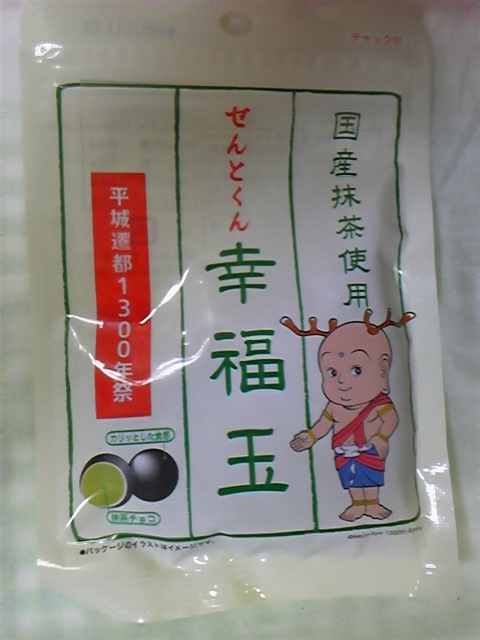 チャック付
国産抹茶使用
せんとくん
幸福玉
平城遷都1300年祭
カリッとした食感
抹茶チョコ
●パッケージのイラストはイメージです。